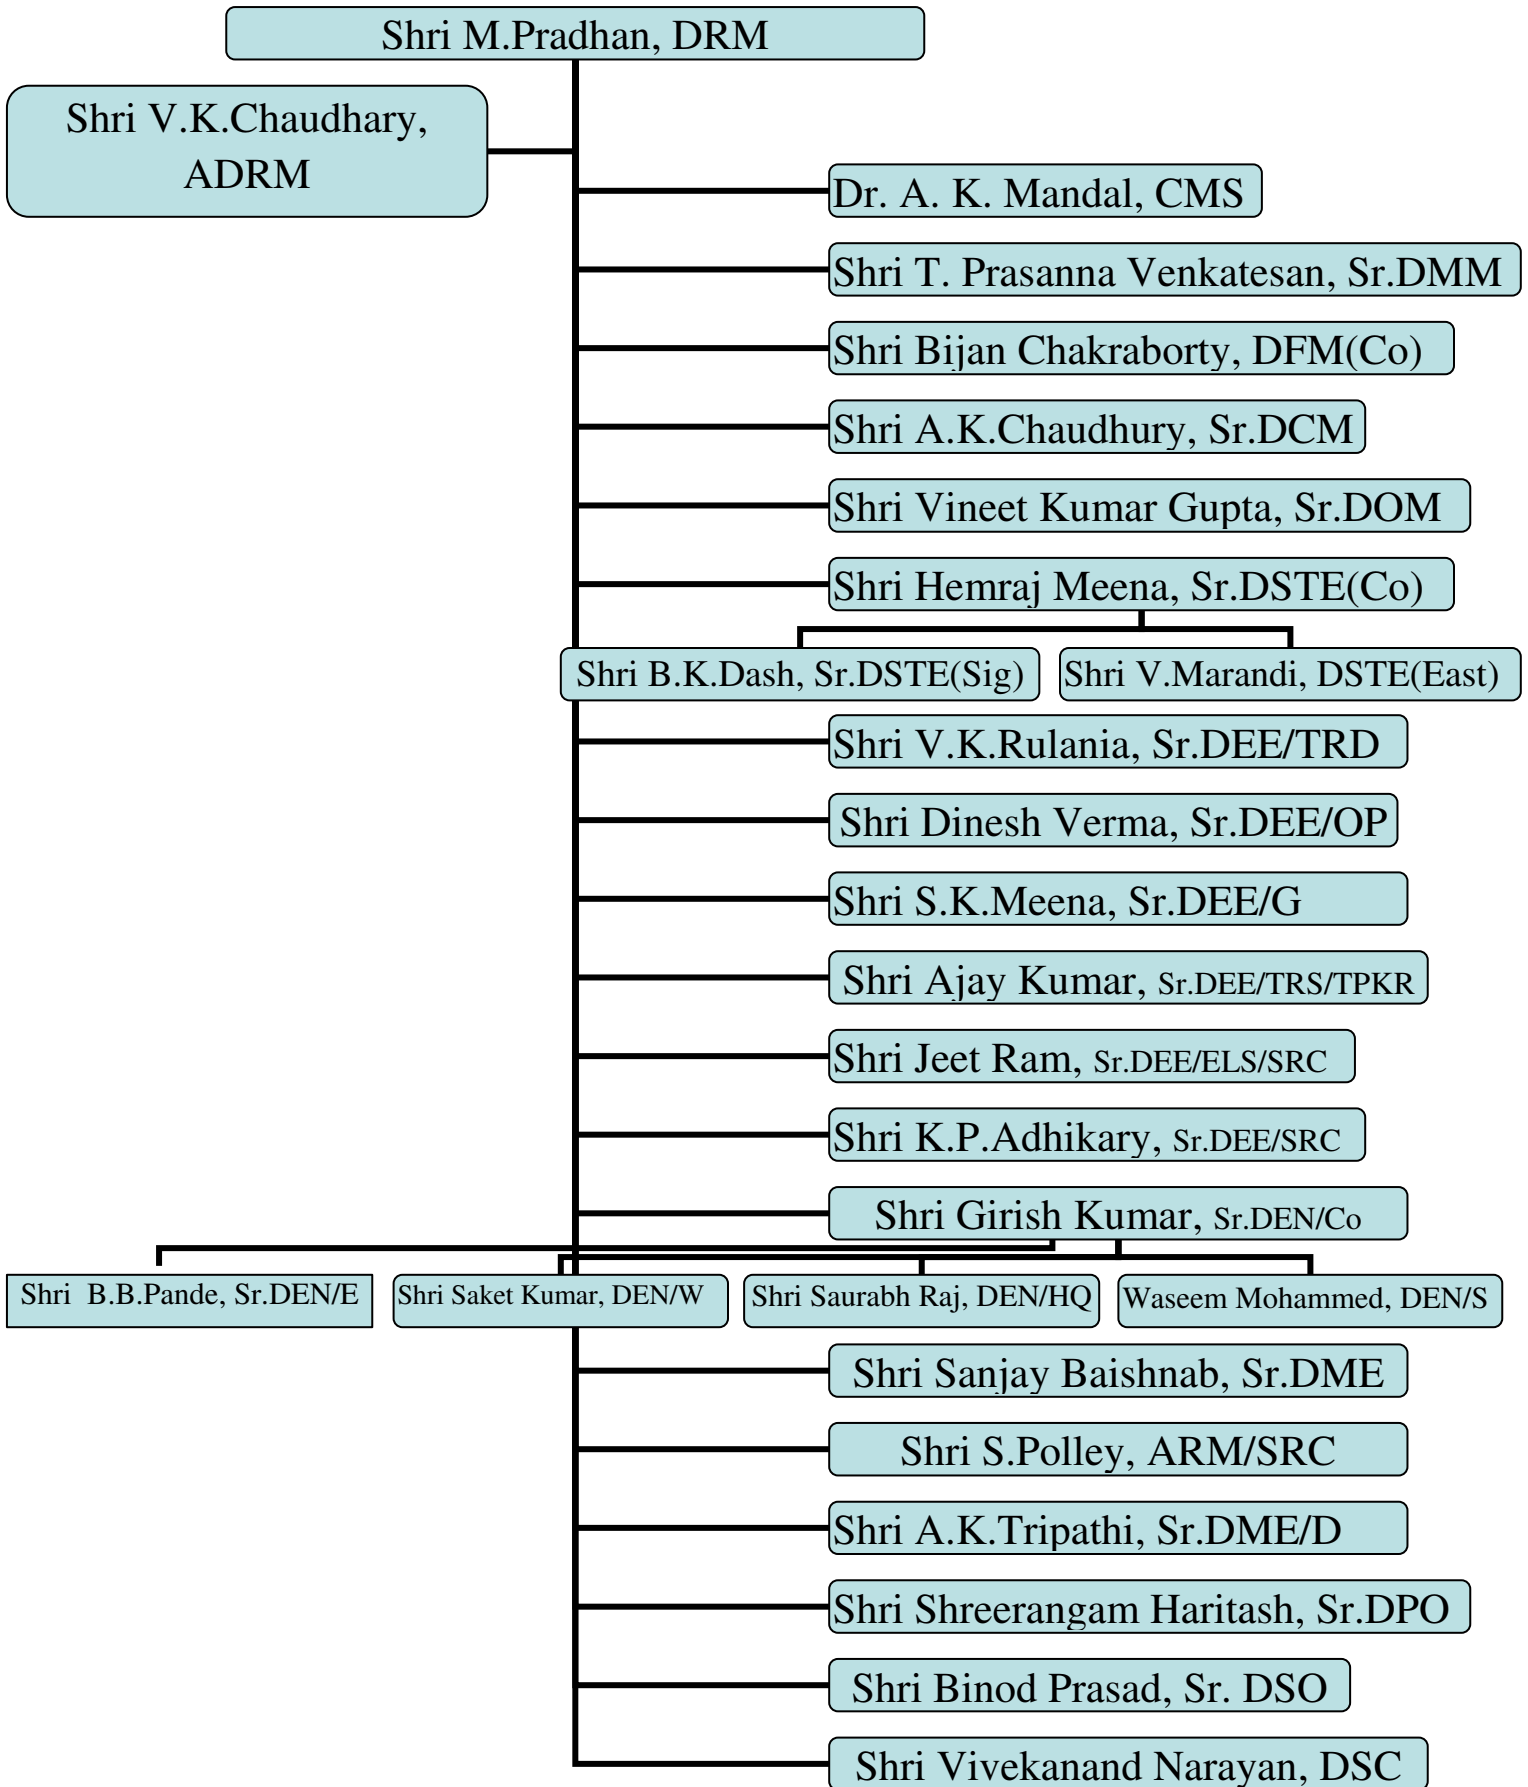 Shri M.Pradhan, DRM
Shri V.K.Chaudhary,
ADRM
Dr. A. K. Mandal, CMS
Shri T. Prasanna Venkatesan, Sr.DMM
Shri Bijan Chakraborty, DFM(Co)
Shri A.K.Chaudhury, Sr.DCM
Shri Vineet Kumar Gupta, Sr.DOM
Shri Hemraj Meena, Sr.DSTE(Co)
Shri B.K.Dash, Sr.DSTE(Sig)
Shri V.Marandi, DSTE(East)
Shri V.K.Rulania, Sr.DEE/TRD
Shri Dinesh Verma, Sr.DEE/OP
Shri S.K.Meena, Sr.DEE/G
Shri Ajay Kumar, Sr.DEE/TRS/TPKR
Shri Jeet Ram, Sr.DEE/ELS/SRC
Shri K.P.Adhikary, Sr.DEE/SRC
Shri Girish Kumar, Sr.DEN/Co
Shri  B.B.Pande, Sr.DEN/E
Shri Saket Kumar, DEN/W
Shri Saurabh Raj, DEN/HQ
Waseem Mohammed, DEN/S
Shri Sanjay Baishnab, Sr.DME
Shri S.Polley, ARM/SRC
Shri A.K.Tripathi, Sr.DME/D
Shri Shreerangam Haritash, Sr.DPO
Shri Binod Prasad, Sr. DSO
Shri Vivekanand Narayan, DSC